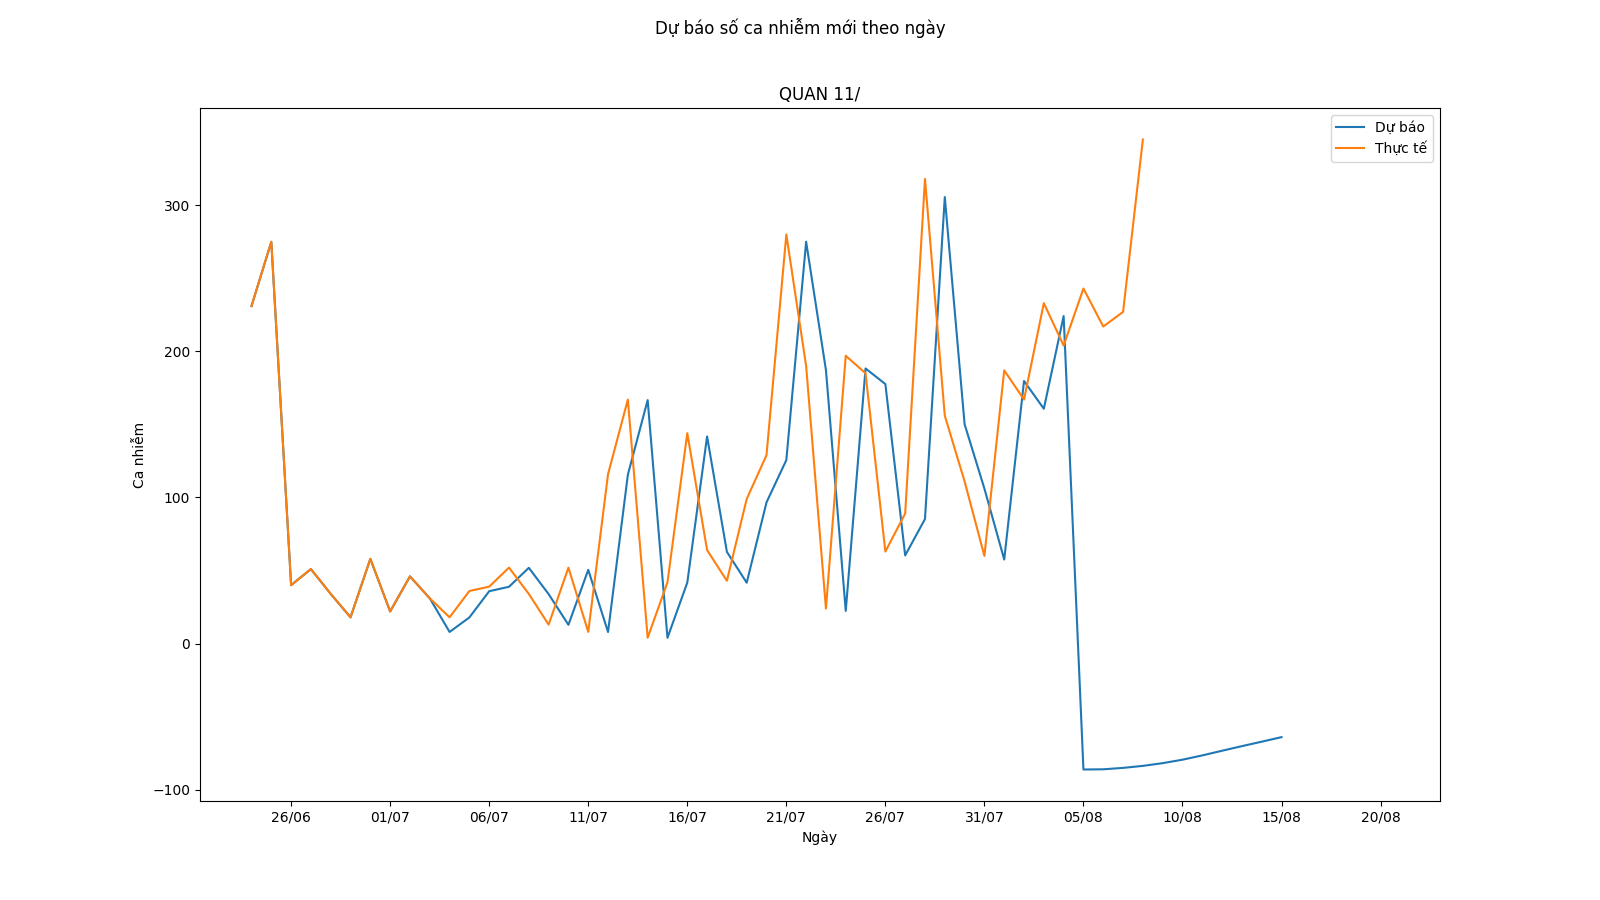 Dự báo số ca nhiễm mới theo ngày
QUAN 11/
Dự báo
Thực tế
Ca nhiễm
300
200
100
0
−100
26/06 01/07 06/07 11/07 16/07 21/07 26/07 31/07 05/08 10/08 15/08 20/08
Ngày